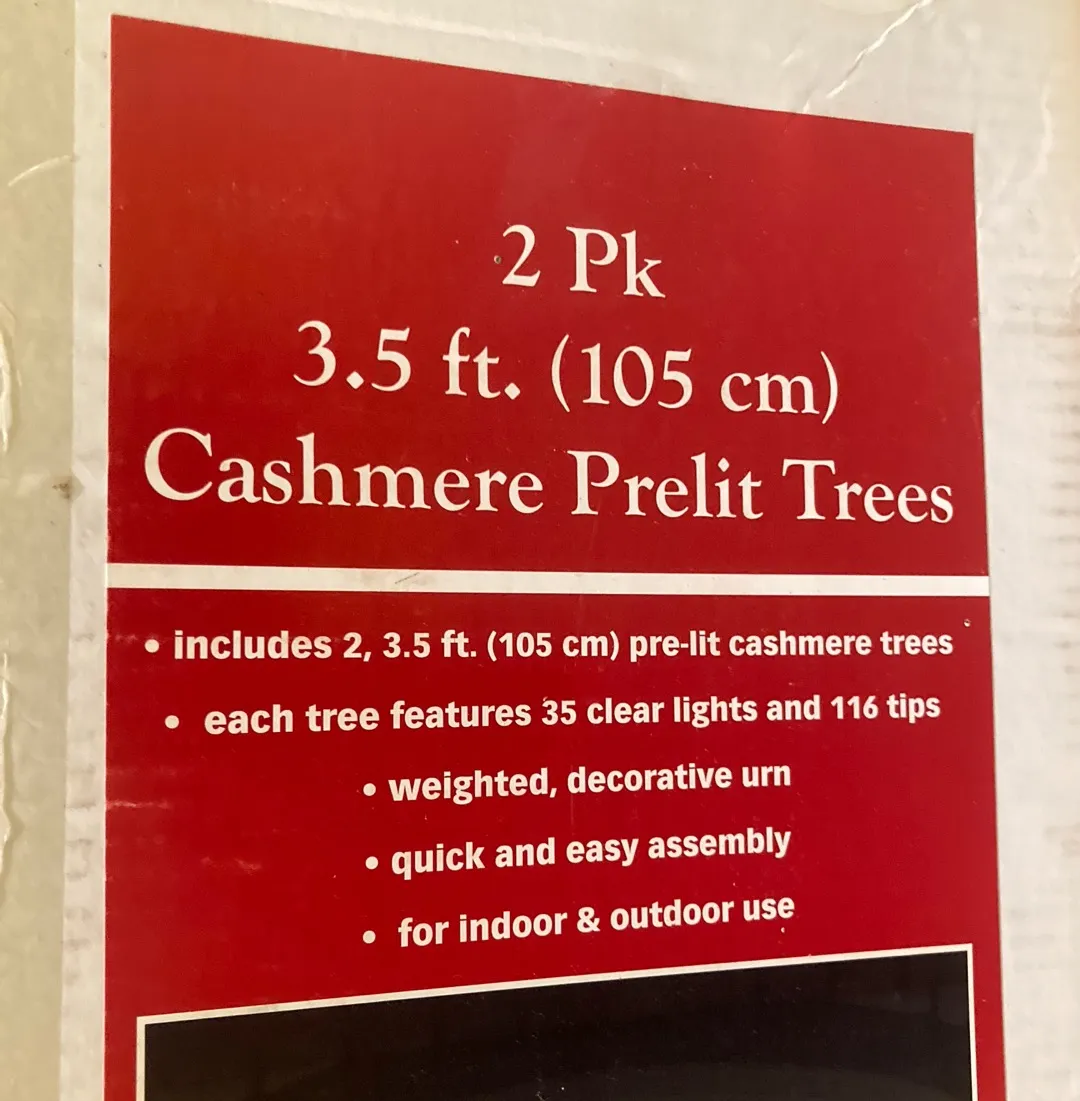 2 Pk
3.5 ft. (105 cm)
Cashmere Prelit Trees
• includes 2, 3.5 ft. (105 cm) pre-lit cashmere trees
• each tree features 35 clear lights and 116 tips
• weighted, decorative urn
• quick and easy assembly
• for indoor & outdoor use